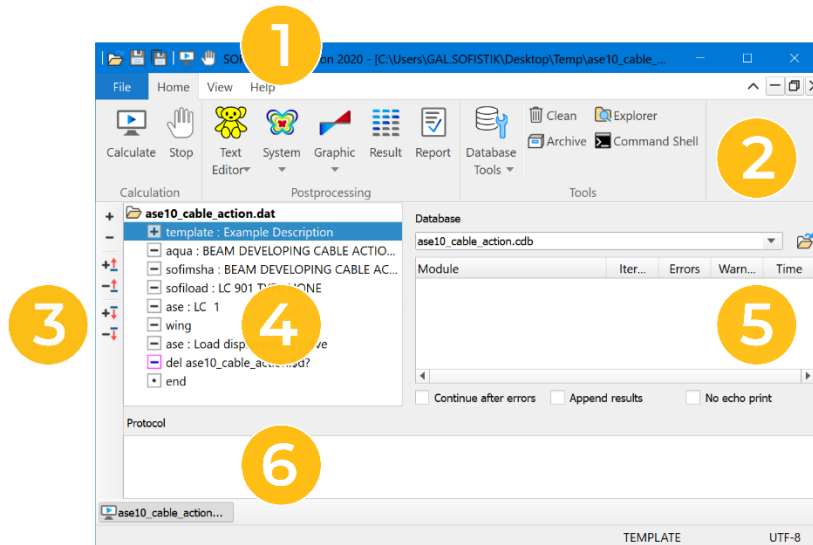 1
SO on 2020 - [C:\Users\GAL.SOFISTIK\Desktop\Temp\ase10_cable_...
File Home View Help
Calculate Stop Text Editor System Graphic Result Report Database Tools Clean Explorer
Archive Command Shell
2
Calculation Postprocessing Tools
ase10_cable_action.dat
template : Example Description
aqua : BEAM DEVELOPING CABLE ACTIO...
sofimsha : BEAM DEVELOPING CABLE AC...
sofiload : LC 901 NONE
ase : LC 1
wing
ase : Load
del ase10_cable_action.$d?
end
3
4
Database
ase10_cable_action.cdb
Module Iter... Errors Warn... Time
5
Continue after errors Append results No echo print
Protocol
6
ase10_cable_action...
TEMPLATE UTF-8